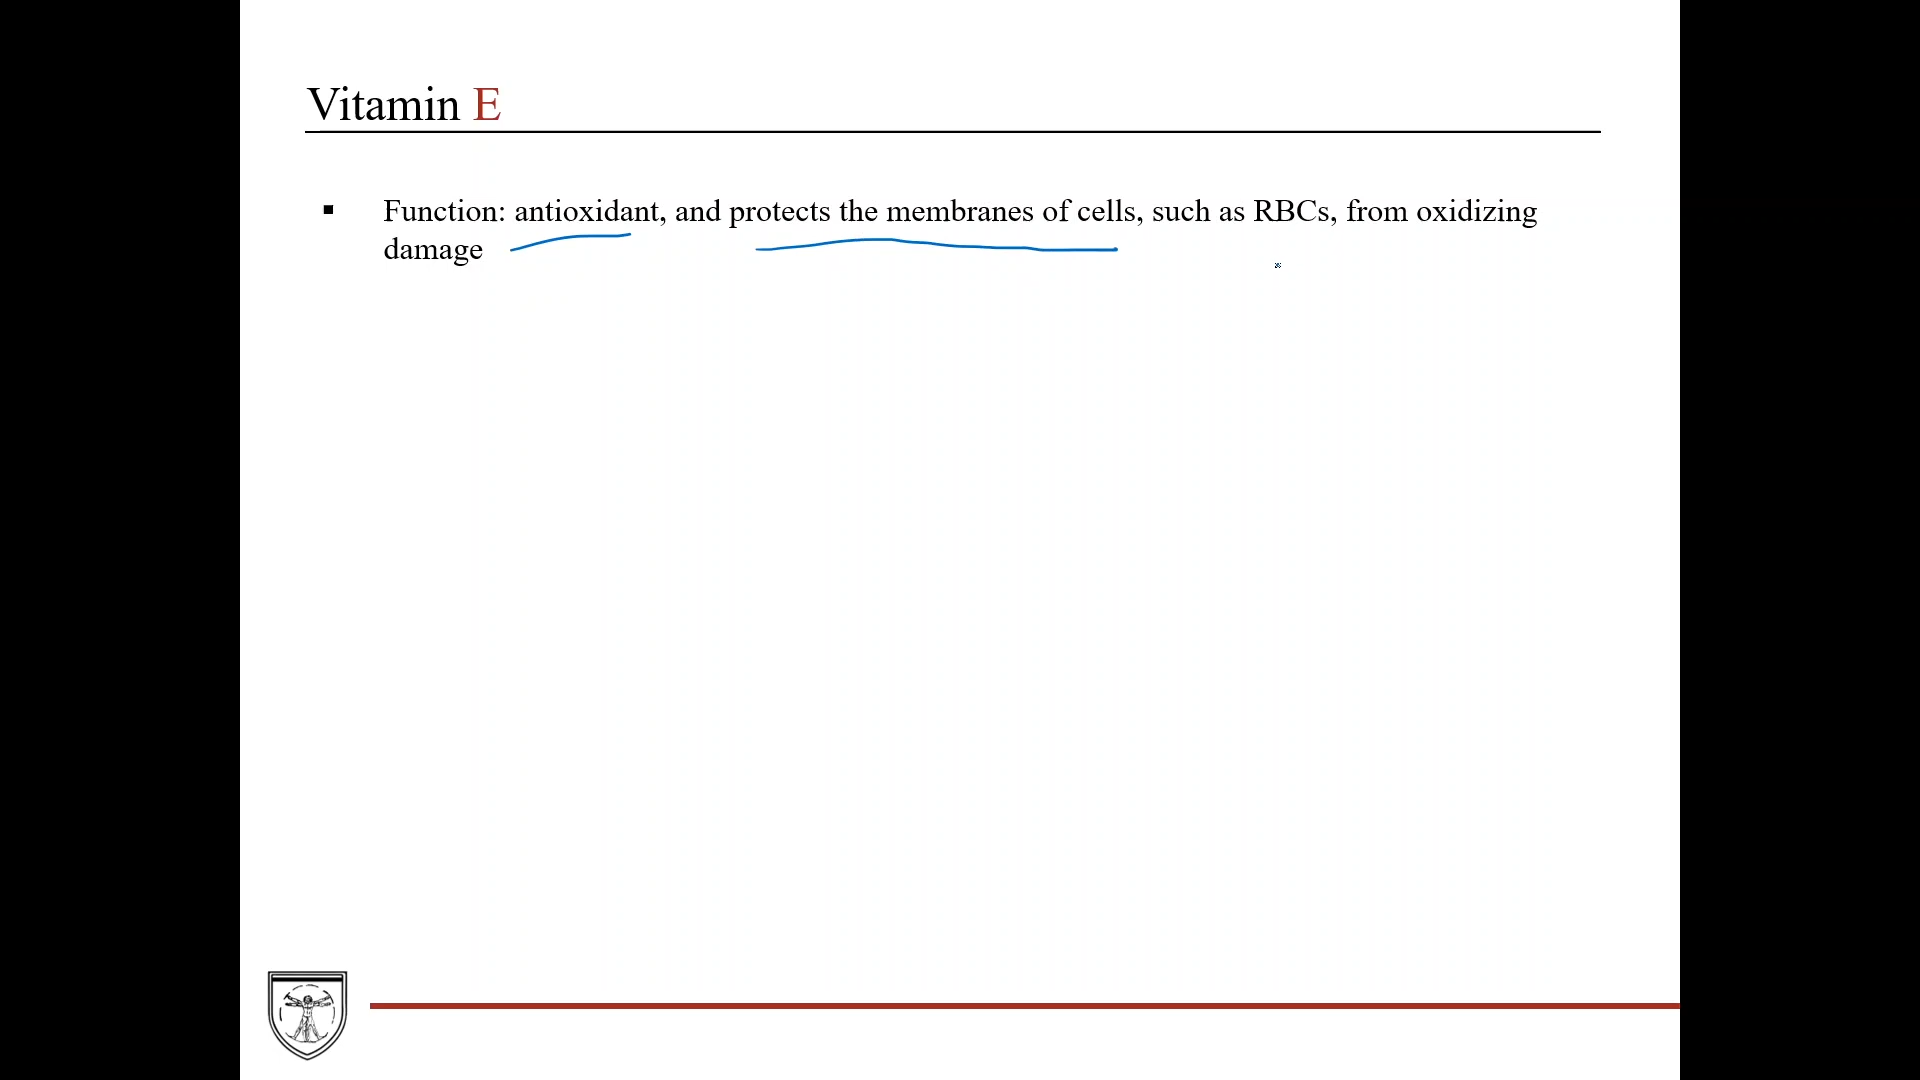 Vitamin E
▪ Function: antioxidant, and protects the membranes of cells, such as RBCs, from oxidizing
damage